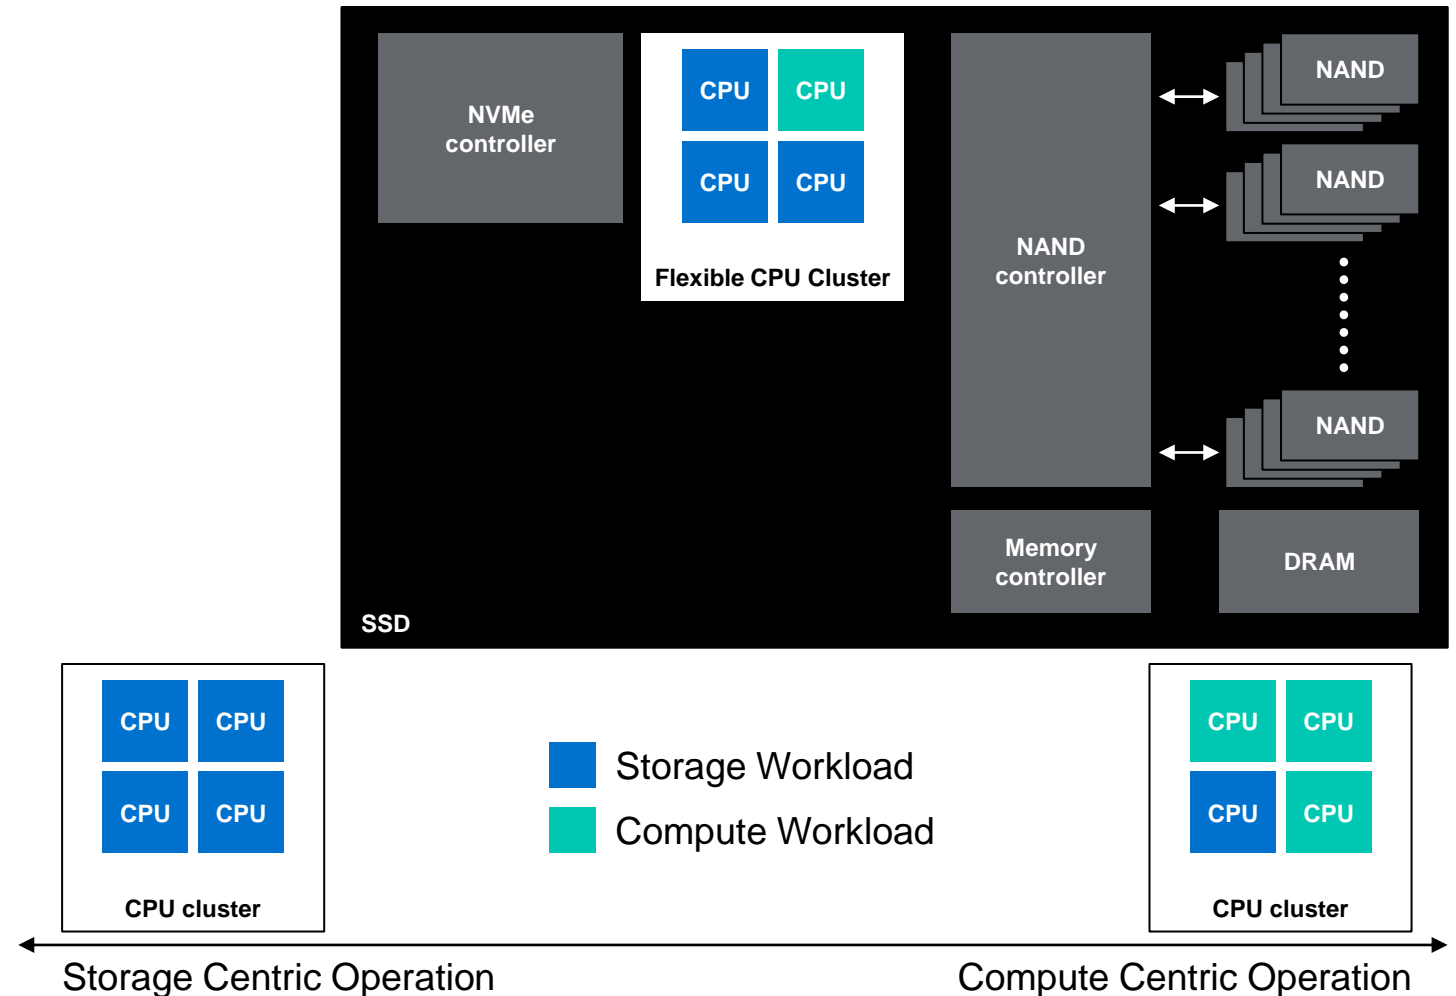 NVMe
controller
CPU
CPU
CPU
CPU
Flexible CPU Cluster
NAND
controller
NAND
NAND
NAND
Memory
controller
DRAM
SSD
CPU
CPU
CPU
CPU
CPU cluster
Storage Workload
Compute Workload
CPU
CPU
CPU
CPU
CPU cluster
Storage Centric Operation
Compute Centric Operation